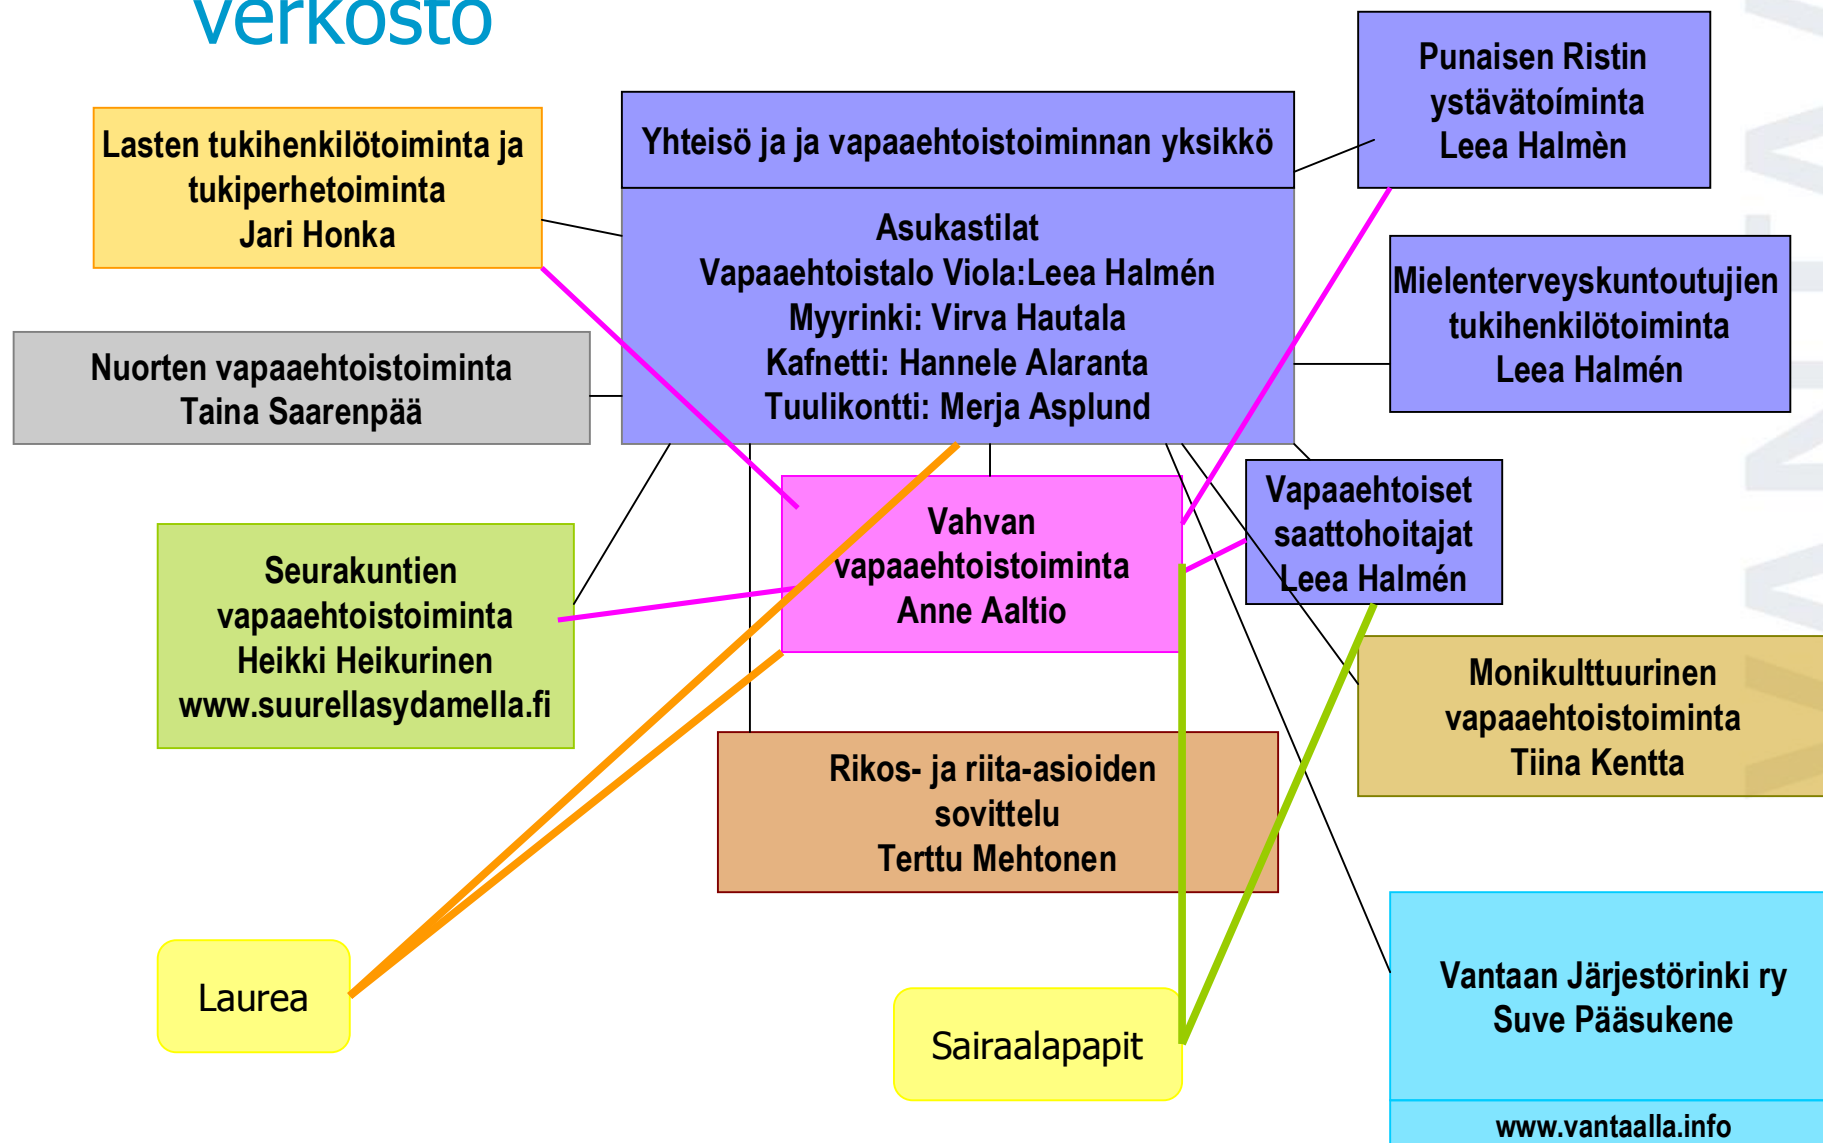 verkosto
Punaisen Ristin
ystävätoíminta
Leea Halmèn
Lasten tukihenkilötoiminta ja
tukiperhetoiminta
Jari Honka
Yhteisö ja ja vapaaehtoistoiminnan yksikkö
Asukastilat
Vapaaehtoistalo Viola:Leea Halmén
Myyrinki: Virva Hautala
Kafnetti: Hannele Alaranta
Tuulikontti: Merja Asplund
Mielenterveyskuntoutujien
tukihenkilötoiminta
Leea Halmén
Nuorten vapaaehtoistoiminta
Taina Saarenpää
Vahvan
vapaaehtoistoiminta
Anne Aaltio
Vapaaehtoiset
saattohoitajat
Leea Halmén
Seurakuntien
vapaaehtoistoiminta
Heikki Heikurinen
www.suurellasydamella.fi
Monikulttuurinen
vapaaehtoistoiminta
Tiina Kentta
Rikos- ja riita-asioiden
sovittelu
Terttu Mehtonen
Laurea
Sairaalapapit
Vantaan Järjestörinki ry
Suve Pääsukene
www.vantaalla.info